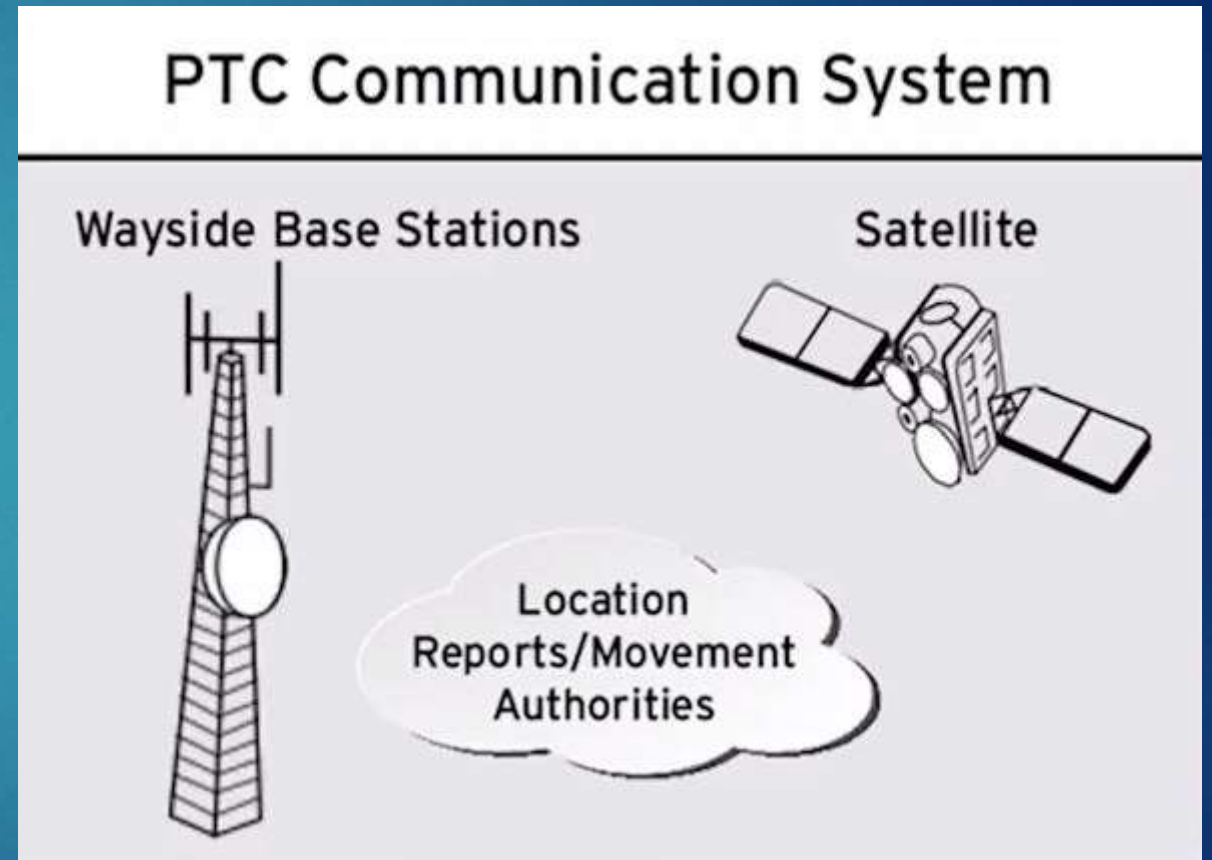 PTC Communication System
Wayside Base Stations
Satellite
Location
Reports/Movement
Authorities